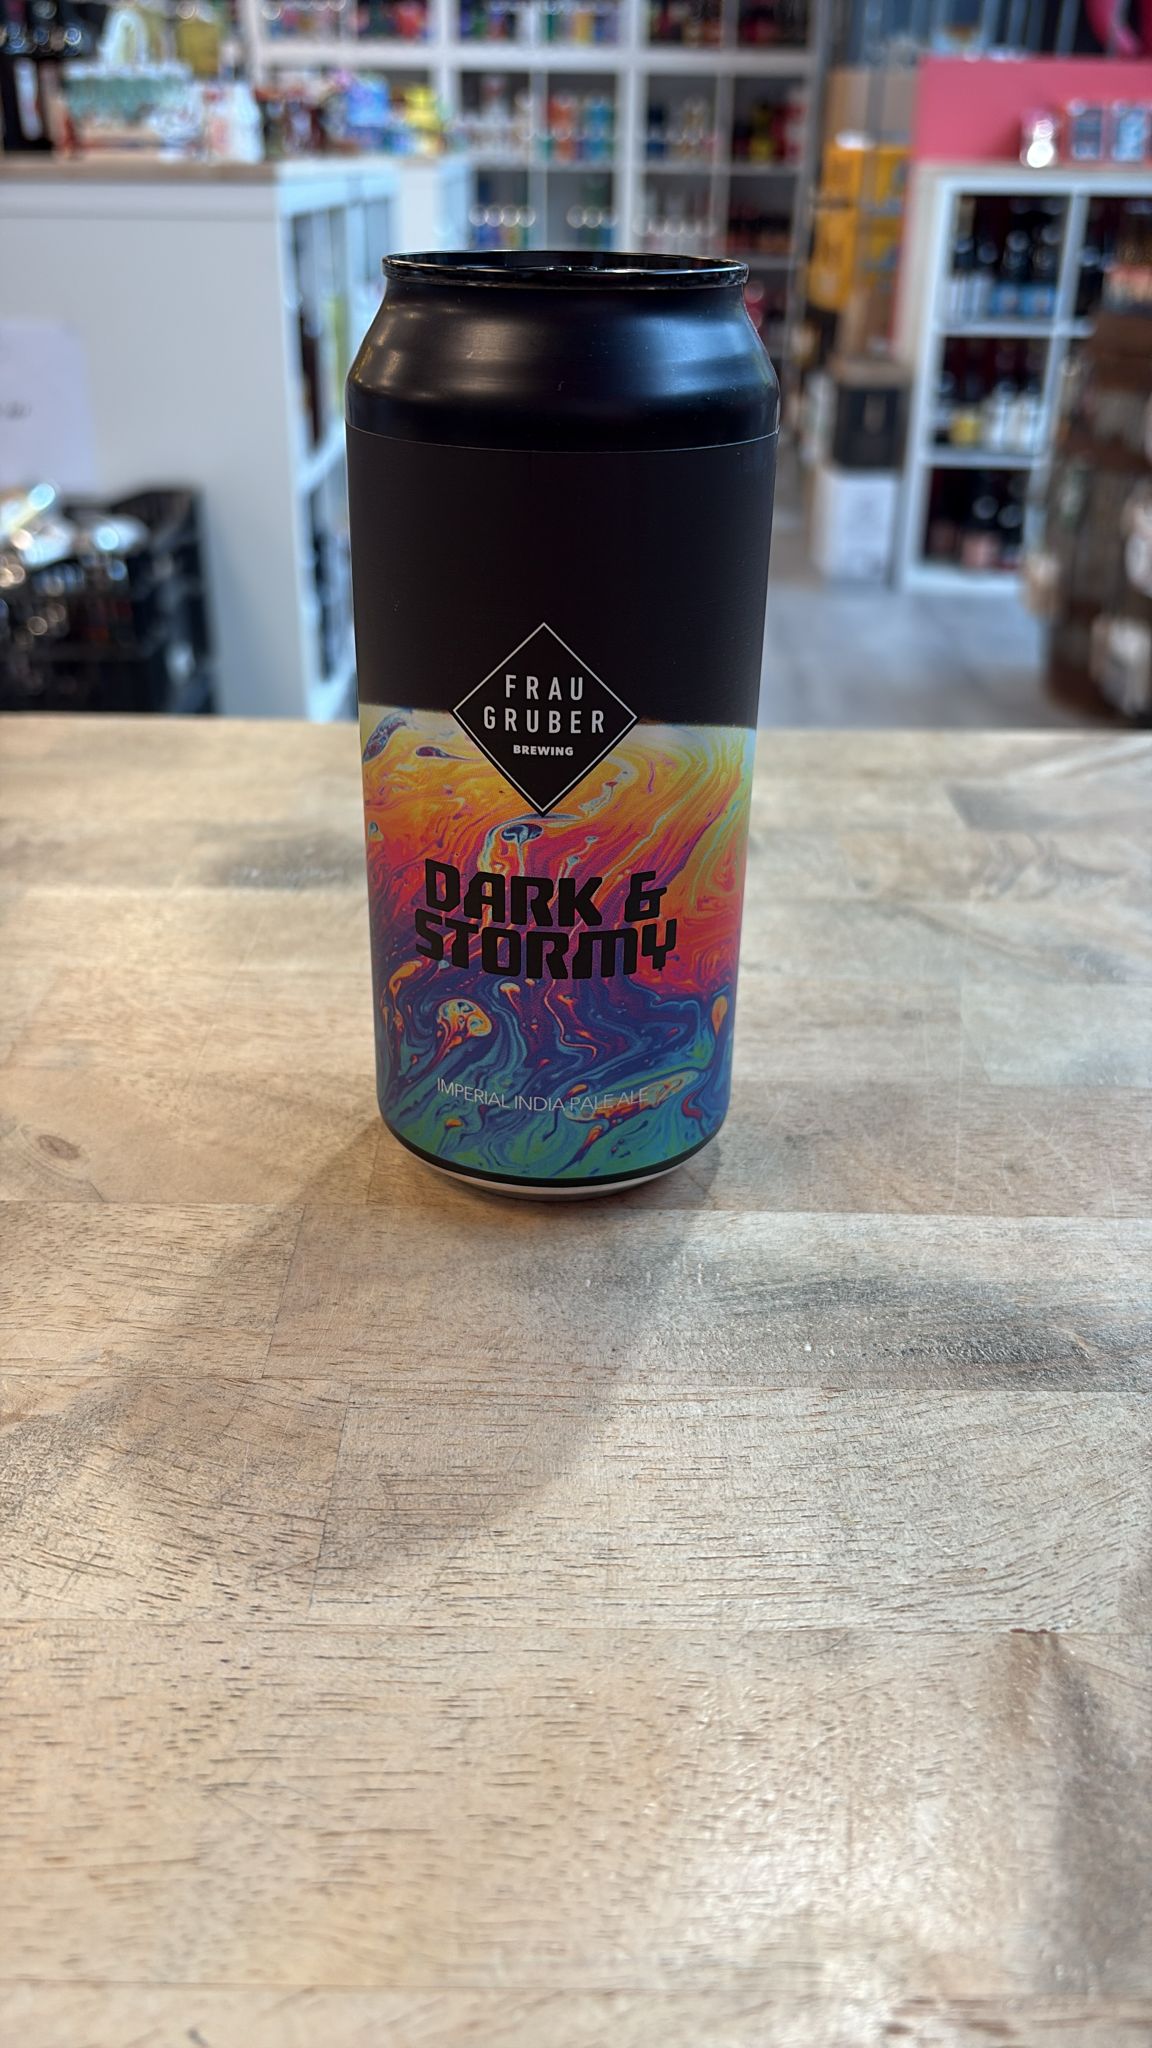 FRAU
GRUBER
BREWING
DARK &
STORMY
IMPERIAL INDIA PALE ALE